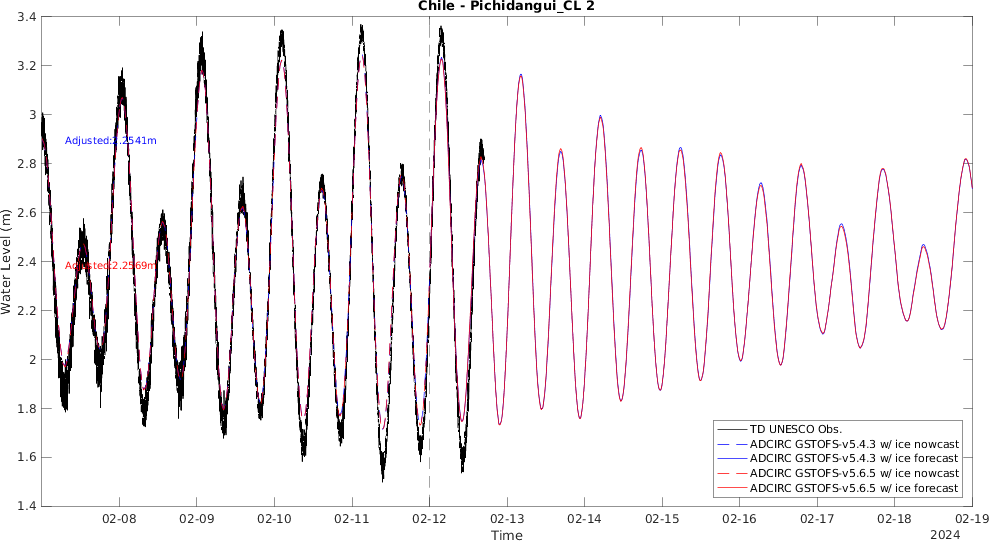 Chile - Pichidangui_CL 2
3.4
3.2
3
2.8
2.6
2.4
2.2
2
1.8
1.6
1.4
Water Level (m)
Adjusted:2.2541m
Adjusted:2.2569m
TD UNESCO Obs.
ADCIRC GSTOFS-v5.4.3 w/ ice nowcast
ADCIRC GSTOFS-v5.4.3 w/ ice forecast
ADCIRC GSTOFS-v5.6.5 w/ ice nowcast
ADCIRC GSTOFS-v5.6.5 w/ ice forecast
02-08 02-09 02-10 02-11 02-12 02-13 02-14 02-15 02-16 02-17 02-18 02-19
Time
2024